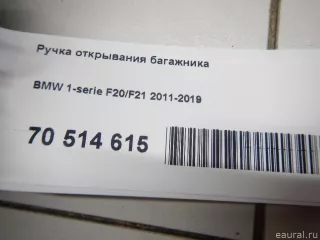 Ручка открывания багажника
BMW 1-serie F20/F21 2011-2019
70 514 615
eaural.ru